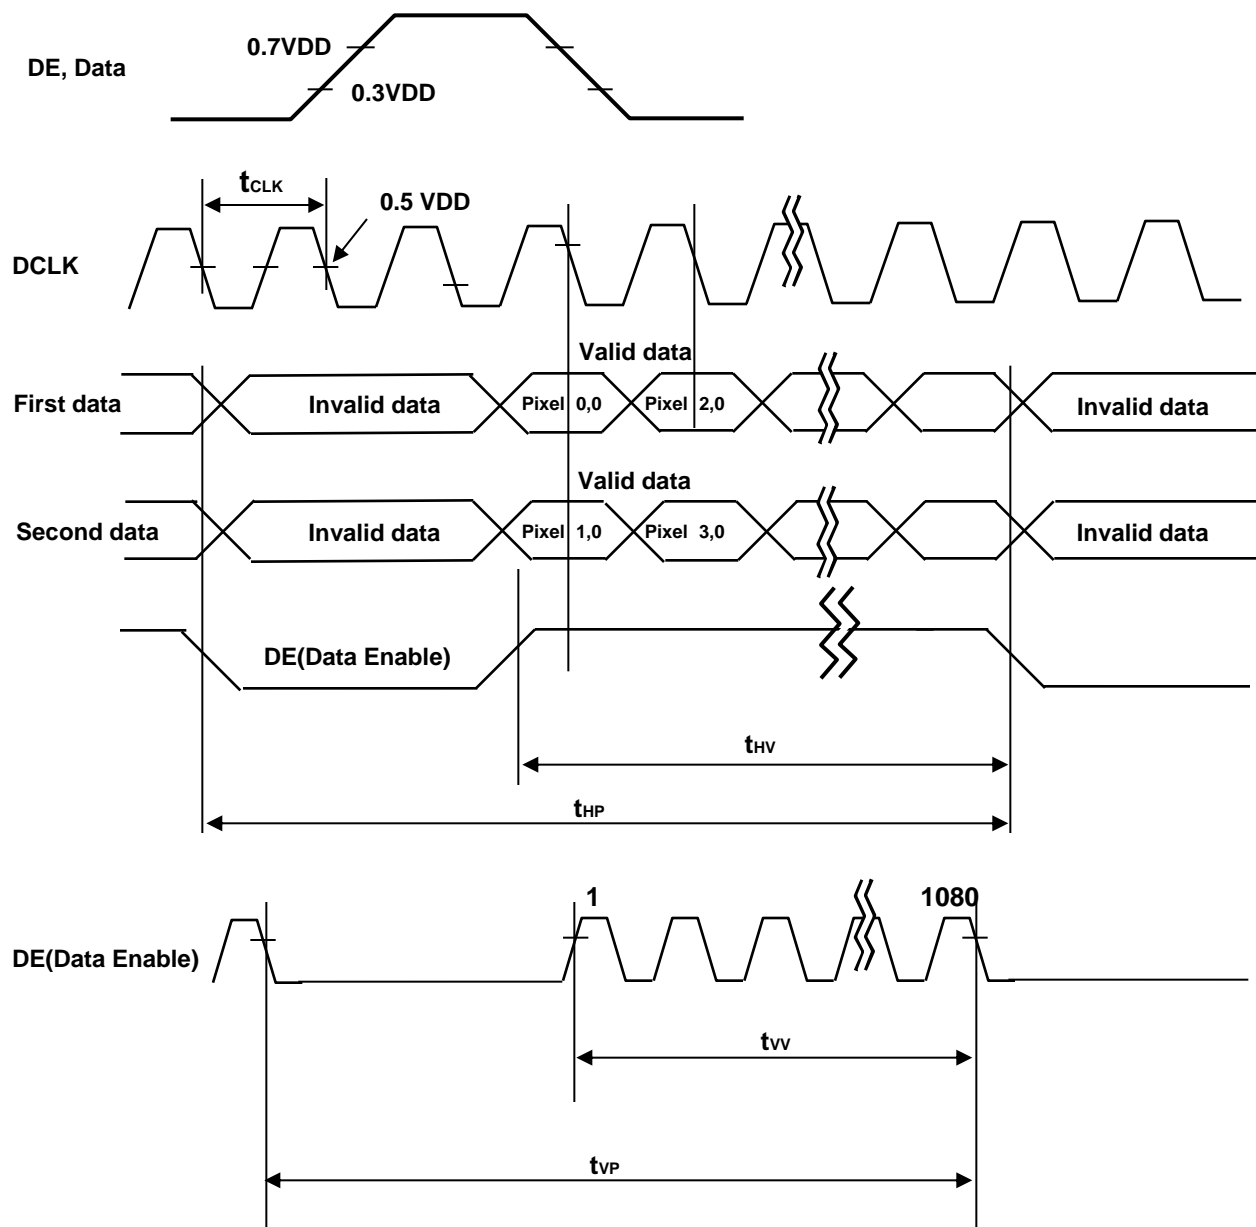 0.7VDD
DE, Data
0.3VDD
tCLK
0.5 VDD
DCLK
Valid data
First data
Invalid data
Pixel 0,0
Pixel 2,0
Invalid data
Valid data
Second data
Invalid data
Pixel 1,0
Pixel 3,0
Invalid data
DE(Data Enable)
tHV
tHP
1
1080
DE(Data Enable)
tVV
tVP